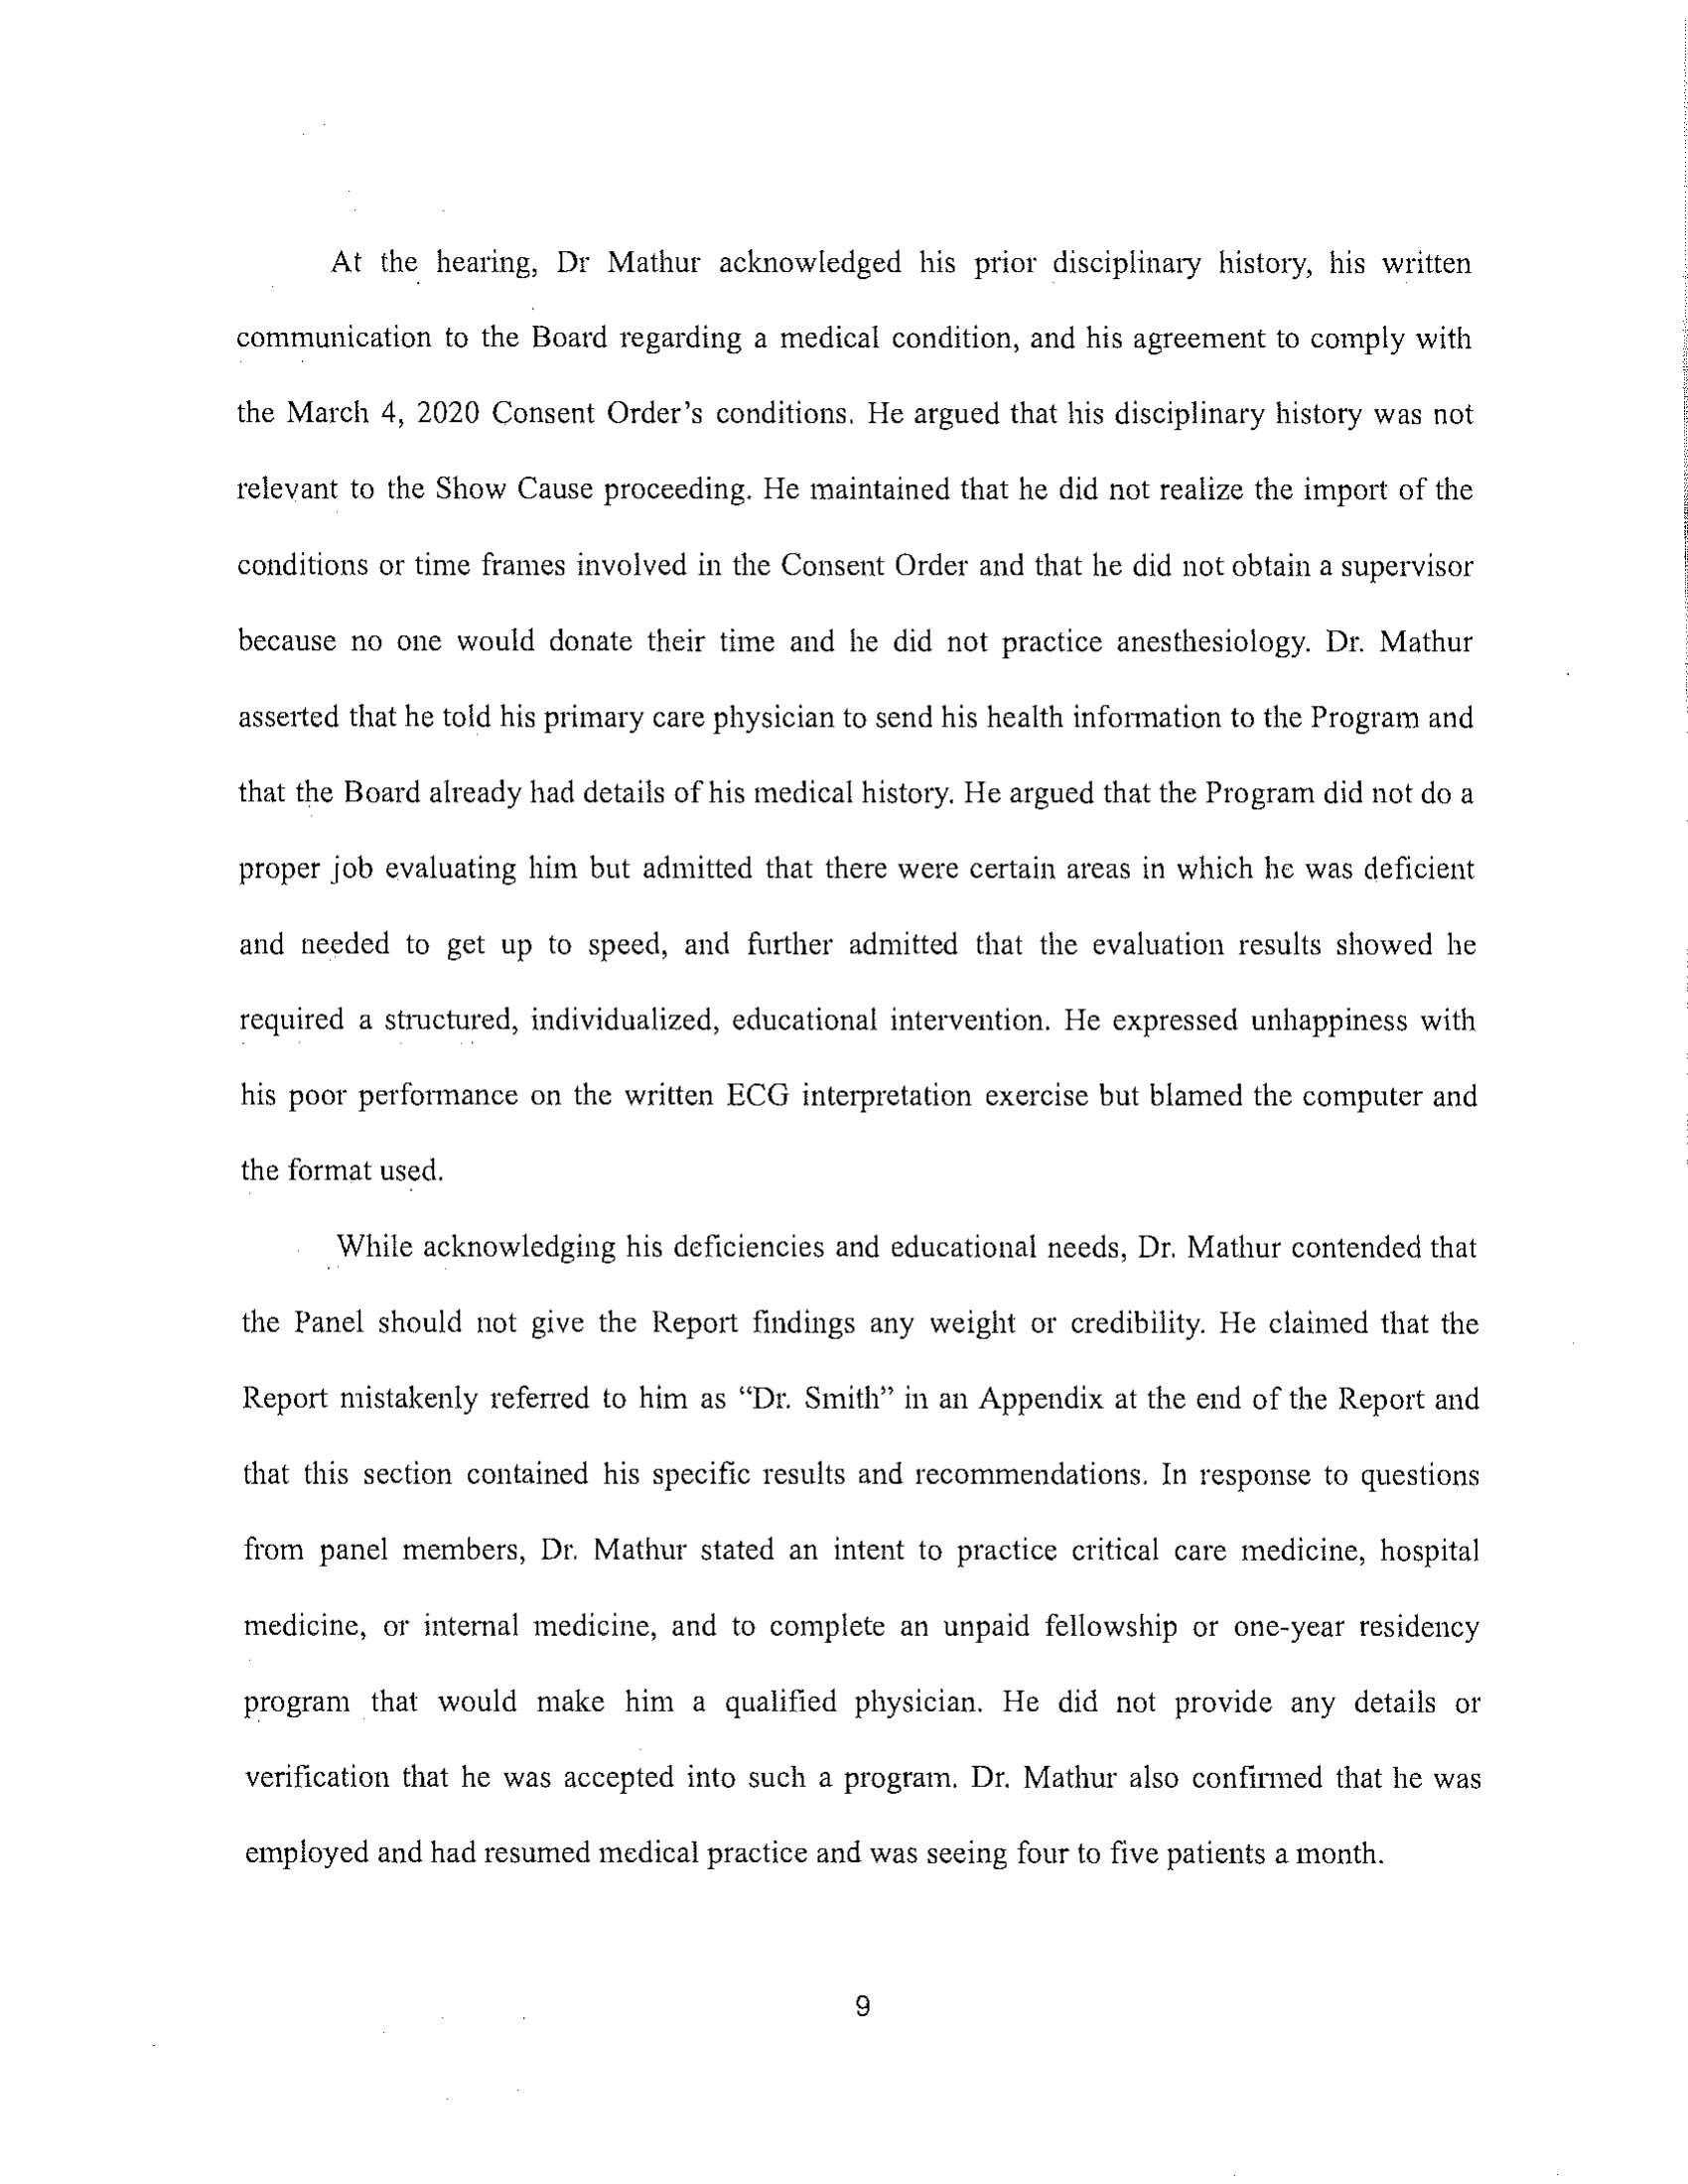 At the hearing, Dr Mathur acknowledged his prior disciplinary history, his written
communication to the Board regarding a medical condition, and his agreement to comply with
the March 4, 2020 Consent Order's conditions. He argued that his disciplinary history was not
relevant to the Show Cause proceeding. He maintained that he did not realize the import of the
conditions or time frames involved in the Consent Order and that he did not obtain a supervisor
because no one would donate their time and he did not practice anesthesiology. Dr. Mathur
asserted that he told his primary care physician to send his health information to the Program and
that the Board already had details of his medical history. He argued that the Program did not do a
proper job evaluating him but admitted that there were certain areas in which he was deficient
and needed to get up to speed, and further admitted that the evaluation results showed he
required a structured, individualized, educational intervention. He expressed unhappiness with
his poor performance on the written ECG interpretation exercise but blamed the computer and
the format used.
While acknowledging his deficiencies and educational needs, Dr. Mathur contended that
the Panel should not give the Report findings any weight or credibility. He claimed that the
Report mistakenly referred to him as “Dr. Smith” in an Appendix at the end of the Report and
that this section contained his specific results and recommendations. In response to questions
from panel members, Dr. Mathur stated an intent to practice critical care medicine, hospital
medicine, or internal medicine, and to complete an unpaid fellowship or one-year residency
program that would make him a qualified physician. He did not provide any details or
verification that he was accepted into such a program. Dr. Mathur also confirmed that he was
employed and had resumed medical practice and was seeing four to five patients a month.
9